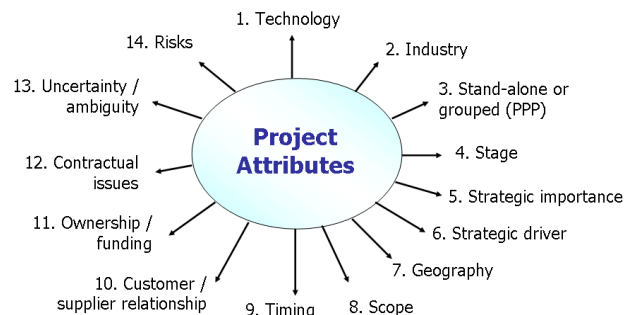 1. Technology
2. Industry
3. Stand-alone or
grouped (PPP)
4. Stage
5. Strategic importance
6. Strategic driver
7. Geography
8. Scope
9. Timing
10. Customer /
supplier relationship
11. Ownership /
funding
12. Contractual
issues
13. Uncertainty /
ambiguity
14. Risks
Project
Attributes